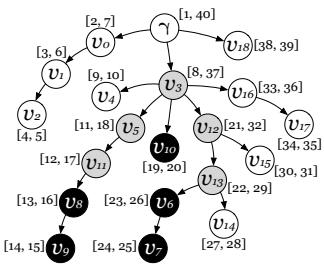 [2, 7] γ [1, 40]
[3, 6] v₀ v₁₈ [38, 39]
v₁ [9, 10] v₃ [8, 37]
v₂ v₄ v₁₆ [33, 36]
[4, 5] [11, 18] v₅ v₁₂ [21, 32] v₁₇
v₁₀ [34, 35]
[12, 17] v₁₁ [19, 20] v₁₅
[13, 16] v₈ [23, 26] v₆ v₁₃ [22, 29] [30, 31]
v₁₄
[14, 15] v₉ [24, 25] v₇ [27, 28]